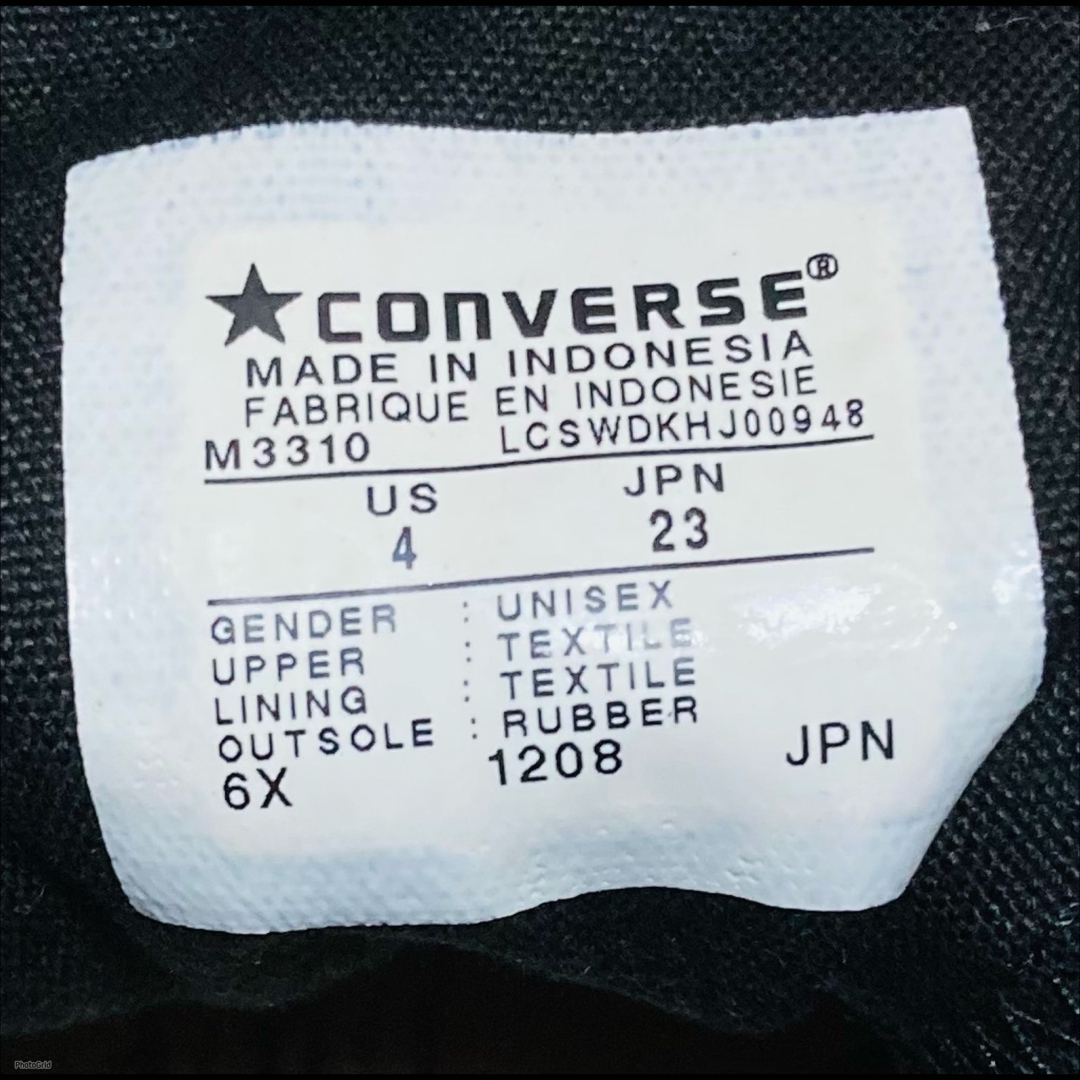 ★CONVERSE®
MADE IN INDONESIA
FABRIQUE EN INDONESIE
M3310 LCSWDKHJ00948
US JPN
4 23
GENDER : UNISEX
UPPER : TEXTILE
LINING : TEXTILE
OUTSOLE : RUBBER
6X 1208 JPN
PhotoGrid